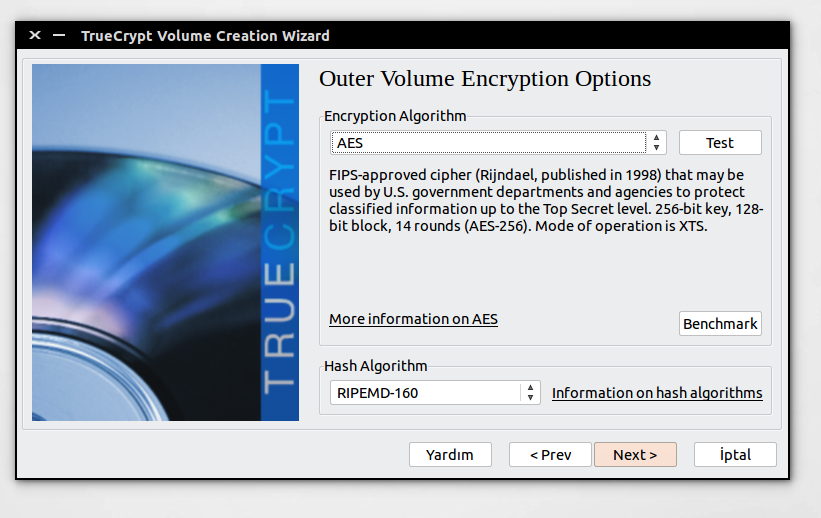 TrueCrypt Volume Creation Wizard
TRUECRYPT
Outer Volume Encryption Options
Encryption Algorithm
AES
Test
FIPS-approved cipher (Rijndael, published in 1998) that may be
used by U.S. government departments and agencies to protect
classified information up to the Top Secret level. 256-bit key, 128-
bit block, 14 rounds (AES-256). Mode of operation is XTS.
More information on AES
Benchmark
Hash Algorithm
RIPEMD-160
Information on hash algorithms
Yardım
< Prev
Next >
İptal